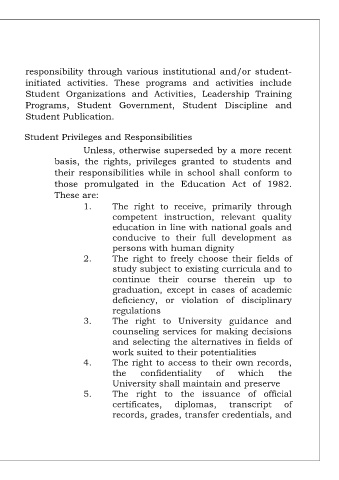 responsibility through various institutional and/or student-
initiated activities. These programs and activities include
Student Organizations and Activities, Leadership Training
Programs, Student Government, Student Discipline and
Student Publication.
Student Privileges and Responsibilities
Unless, otherwise superseded by a more recent
basis, the rights, privileges granted to students and
their responsibilities while in school shall conform to
those promulgated in the Education Act of 1982.
These are:
1. The right to receive, primarily through
competent instruction, relevant quality
education in line with national goals and
conducive to their full development as
persons with human dignity
2. The right to freely choose their fields of
study subject to existing curricula and to
continue their course therein up to
graduation, except in cases of academic
deficiency, or violation of disciplinary
regulations
3. The right to University guidance and
counseling services for making decisions
and selecting the alternatives in fields of
work suited to their potentialities
4. The right to access to their own records,
the confidentiality of which the
University shall maintain and preserve
5. The right to the issuance of official
certificates, diplomas, transcript of
records, grades, transfer credentials, and